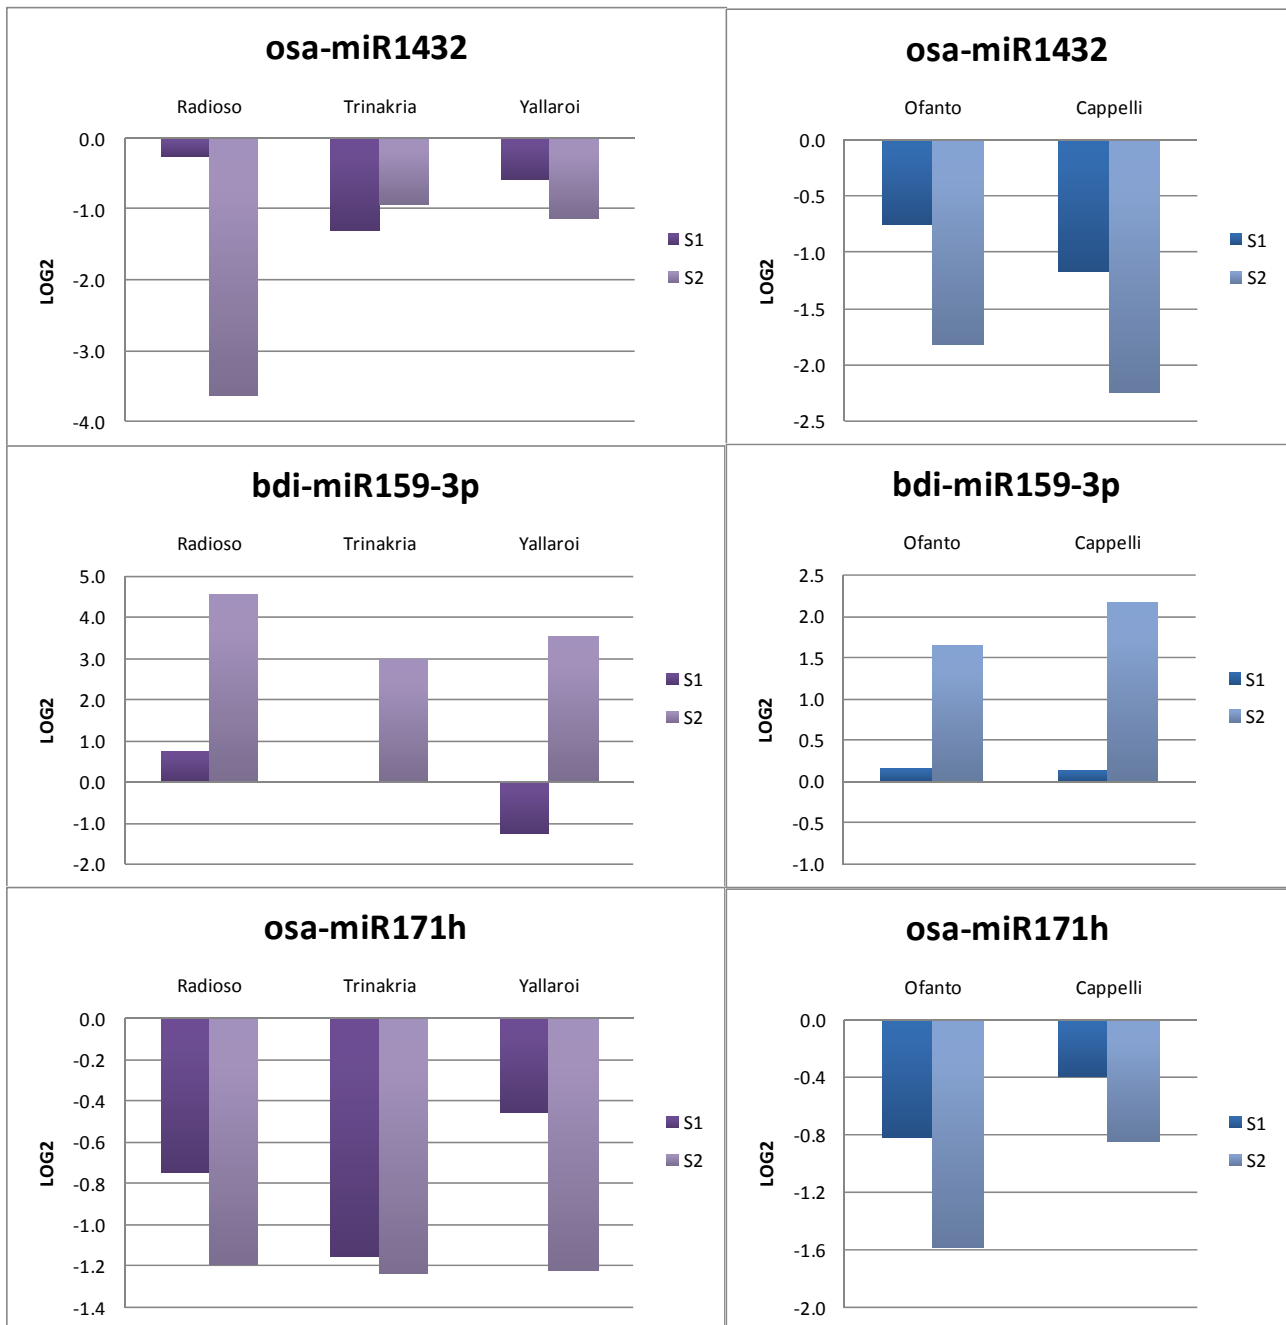 osa-miR1432
Radioso Trinakria Yallaroi
0.0
-1.0
-2.0
-3.0
-4.0
LOG2
S1
S2
osa-miR1432
Ofanto Cappelli
0.0
-0.5
-1.0
-1.5
-2.0
-2.5
LOG2
S1
S2
bdi-miR159-3p
Radioso Trinakria Yallaroi
5.0
4.0
3.0
2.0
1.0
0.0
-1.0
-2.0
LOG2
S1
S2
bdi-miR159-3p
Ofanto Cappelli
2.5
2.0
1.5
1.0
0.5
0.0
-0.5
-1.0
LOG2
S1
S2
osa-miR171h
Radioso Trinakria Yallaroi
0.0
-0.2
-0.4
-0.6
-0.8
-1.0
-1.2
-1.4
LOG2
S1
S2
osa-miR171h
Ofanto Cappelli
0.0
-0.4
-0.8
-1.2
-1.6
-2.0
LOG2
S1
S2